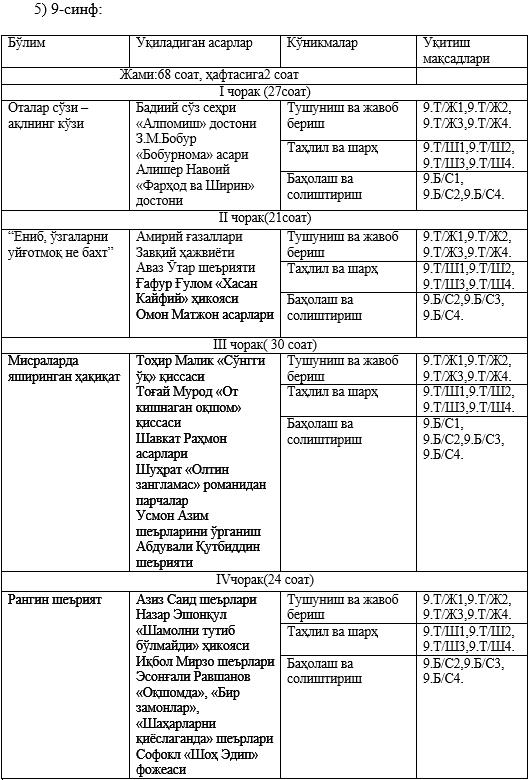 5) 9-синф:
Бўлим Ўқиладиган асарлар Кўникмалар Ўқитиш
мақсадлари
Жами:68 соат, ҳафтасига2 соат
I чорак (27соат)
Оталар сўзи –
ақлнинг кўзи
Бадиий сўз сеҳри
«Алпомиш» достони
З.М.Бобур
«Бобурнома» асари
Алишер Навоий
«Фарҳод ва Ширин»
достони
Тушуниш ва жавоб
бериш
9.Т/Ж1,9.Т/Ж2,
9.Т/Ж3,9.Т/Ж4.
Таҳлил ва шарҳ
9.Т/Ш1,9.Т/Ш2,
9.Т/Ш3,9.Т/Ш4.
Баҳолаш ва
солиштириш
9.Б/С1,
9.Б/С2,9.Б/С4.
II чорак(21соат)
“Ёниб, ўзгаларни
уйғотмоқ не бахт”
Амирий ғазаллари
Завқий ҳажвиёти
Аваз Ўтар шеърияти
Ғафур Ғулом «Хасан
Кайфий» ҳикояси
Омон Матжон асарлари
Тушуниш ва жавоб
бериш
9.Т/Ж1,9.Т/Ж2,
9.Т/Ж3,9.Т/Ж4.
Таҳлил ва шарҳ
9.Т/Ш1,9.Т/Ш2,
9.Т/Ш3,9.Т/Ш4.
Баҳолаш ва
солиштириш
9.Б/С2,9.Б/С3,
9.Б/С4.
III чорак( 30 соат)
Мисраларда
яширинган ҳақиқат
Тоҳир Малик «Сўнгги
ўқ» қиссаси
Тоғай Мурод «От
кишнаган оқшом»
қиссаси
Шавкат Раҳмон
асарлари
Шуҳрат «Олтин
зангламас» романидан
парчалар
Усмон Азим
шеърларини ўрганиш
Абдували Қутбиддин
шеърияти
Тушуниш ва жавоб
бериш
9.Т/Ж1,9.Т/Ж2,
9.Т/Ж3,9.Т/Ж4.
Таҳлил ва шарҳ
9.Т/Ш1,9.Т/Ш2,
9.Т/Ш3,9.Т/Ш4.
Баҳолаш ва
солиштириш
9.Б/С1,
9.Б/С2,9.Б/С3
9.Б/С4.
IVчорак(24 соат)
Рангин шеърият
Азиз Саид шеърлари
Назар Эшонқул
«Шамолни тутиб
бўлмайди» ҳикояси
Иқбол Мирзо шеърлари
Эсонғали Равшанов
«Оқшомда», «Бир
замонлар»,
«Шаҳарларни
қиёслаганда» шеърлари
Софокл «Шоҳ Эдип»
фожеаси
Тушуниш ва жавоб
бериш
9.Т/Ж1,9.Т/Ж2,
9.Т/Ж3,9.Т/Ж4.
Таҳлил ва шарҳ
9.Т/Ш1,9.Т/Ш2,
9.Т/Ш3,9.Т/Ш4.
Баҳолаш ва
солиштириш
9.Б/С2,9.Б/С3,
9.Б/С4.